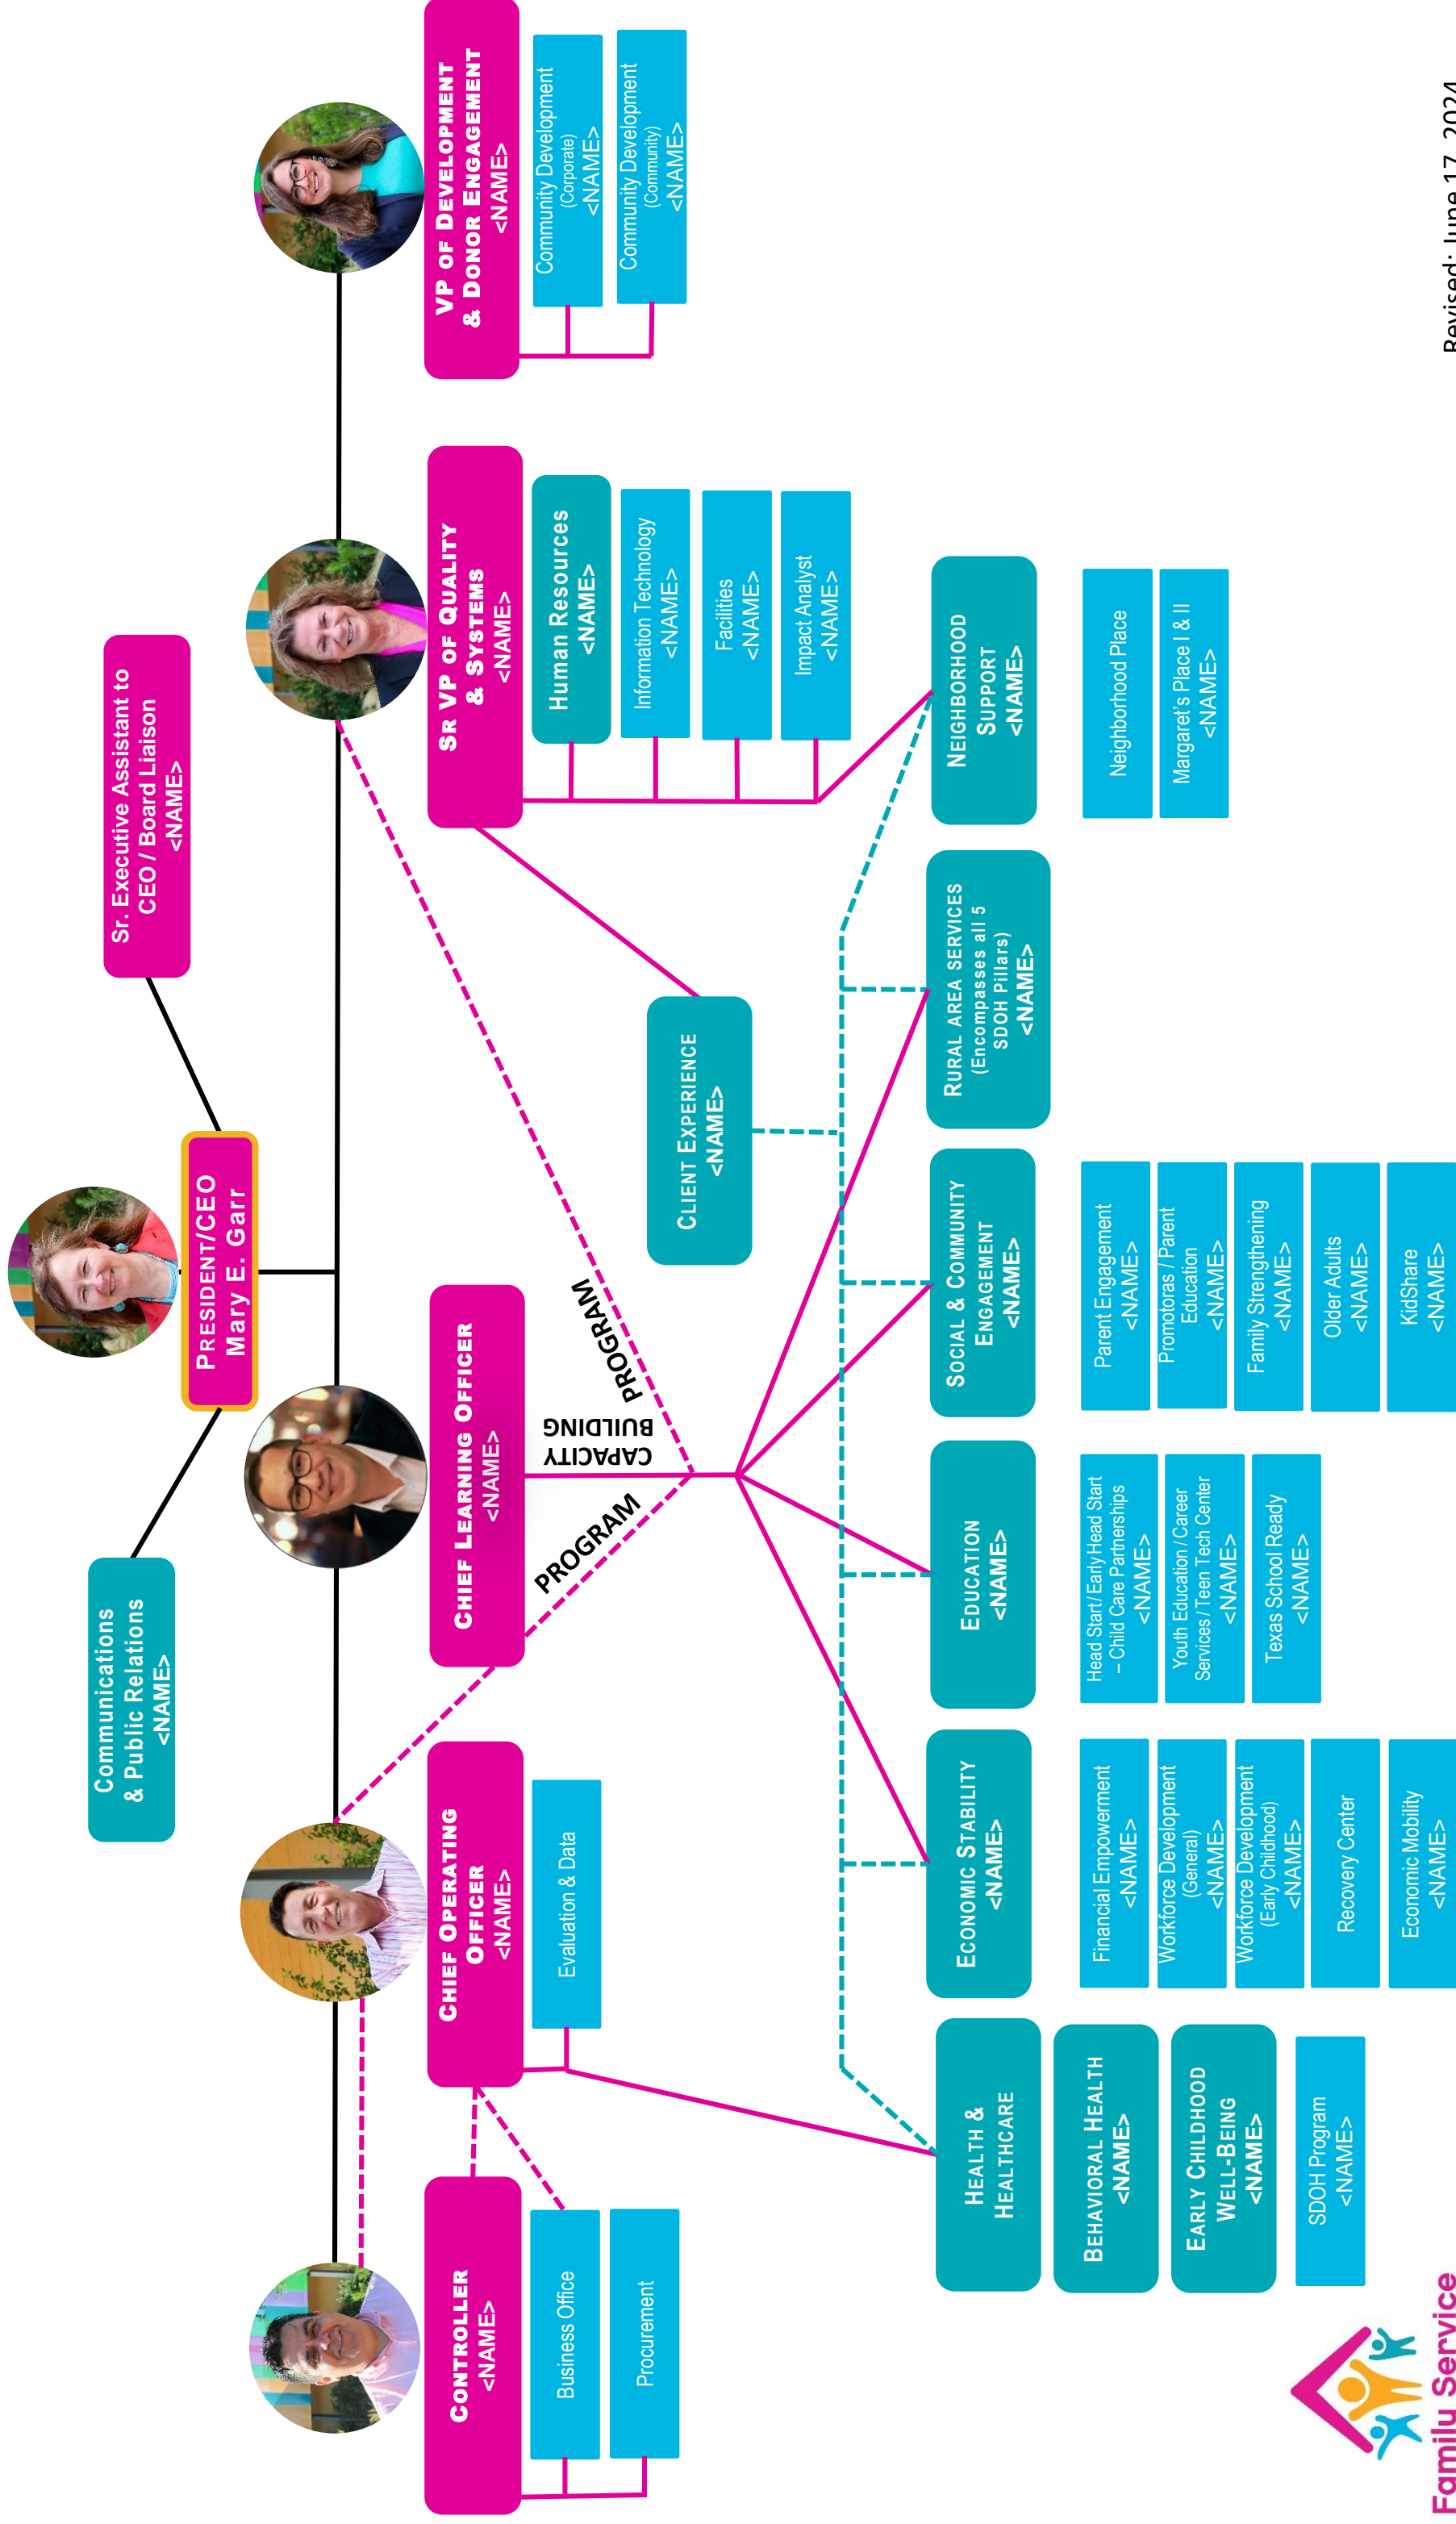 PRESIDENT/CEO
Mary E. Garr
Communications
& Public Relations
<NAME>
Sr. Executive Assistant to
CEO / Board Liaison
<NAME>
CONTROLLER
<NAME>
Business Office
Procurement
CHIEF OPERATING
OFFICER
<NAME>
Evaluation & Data
CHIEF LEARNING OFFICER
<NAME>
PROGRAM
CAPACITY
BUILDING
PROGRAM
SR VP OF QUALITY
& SYSTEMS
<NAME>
Human Resources
<NAME>
Information Technology
<NAME>
Facilities
<NAME>
Impact Analyst
<NAME>
VP OF DEVELOPMENT
& DONOR ENGAGEMENT
<NAME>
Community Development
(Corporate)
<NAME>
Community Development
(Community)
<NAME>
CLIENT EXPERIENCE
<NAME>
HEALTH &
HEALTHCARE
BEHAVIORAL HEALTH
<NAME>
EARLY CHILDHOOD
WELL-BEING
<NAME>
SDOH Program
<NAME>
ECONOMIC STABILITY
<NAME>
Financial Empowerment
<NAME>
Workforce Development
(General)
<NAME>
Workforce Development
(Early Childhood)
<NAME>
Recovery Center
Economic Mobility
<NAME>
EDUCATION
<NAME>
Head Start/Early Head Start
– Child Care Partnerships
<NAME>
Youth Education / Career
Services / Teen Tech Center
<NAME>
Texas School Ready
<NAME>
SOCIAL & COMMUNITY
ENGAGEMENT
<NAME>
Parent Engagement
<NAME>
Promotoras / Parent
Education
<NAME>
Family Strengthening
<NAME>
Older Adults
<NAME>
KidShare
<NAME>
RURAL AREA SERVICES
(Encompasses all 5
SDOH Pillars)
<NAME>
NEIGHBORHOOD
SUPPORT
<NAME>
Neighborhood Place
Margaret's Place I & II
<NAME>
Family Service
Revised: June 17, 2024